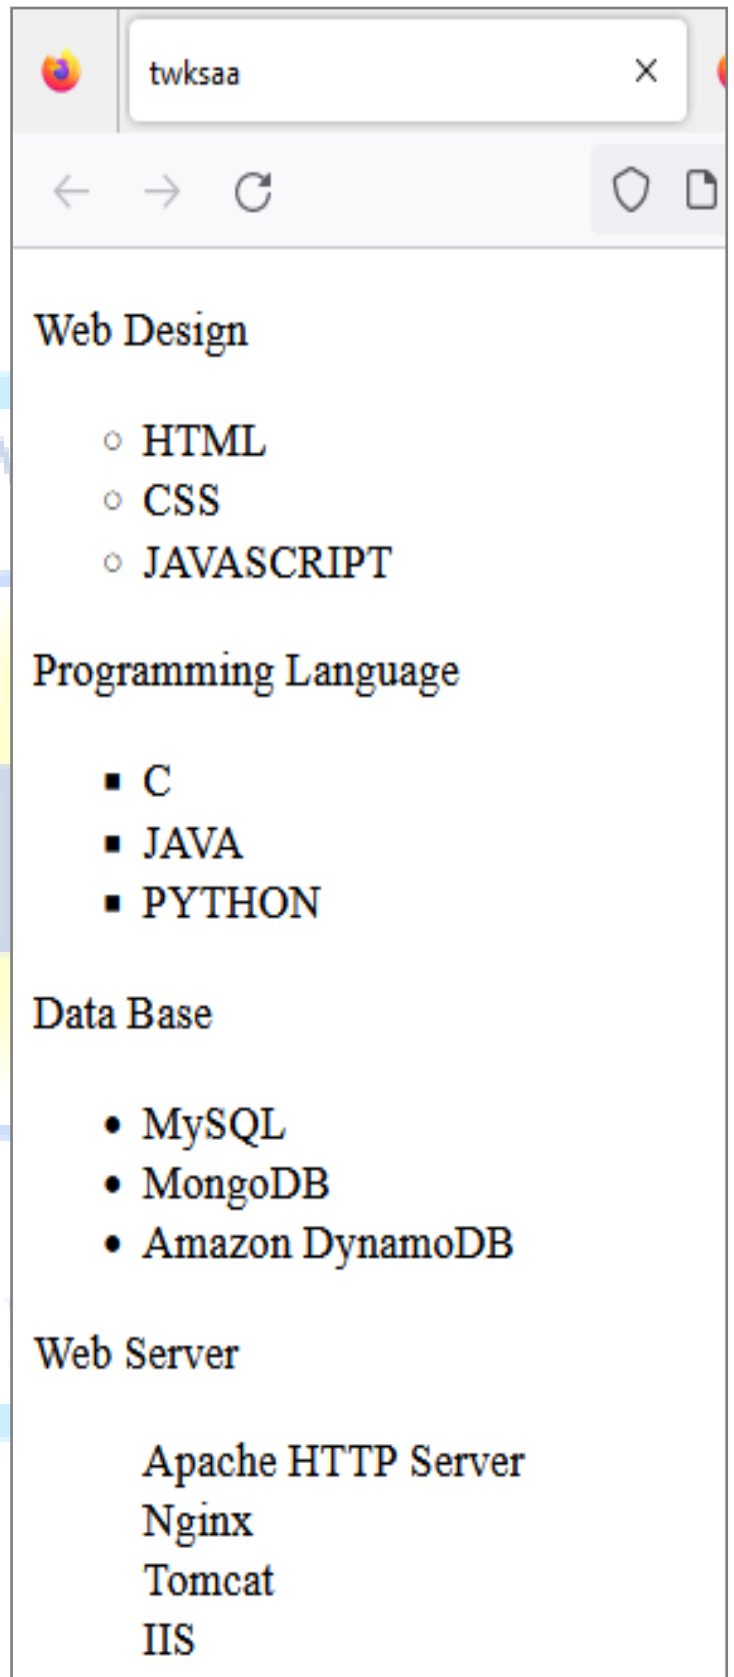 twksaa
Web Design
HTML
CSS
JAVASCRIPT
Programming Language
C
JAVA
PYTHON
Data Base
MySQL
MongoDB
Amazon DynamoDB
Web Server
Apache HTTP Server
Nginx
Tomcat
IIS